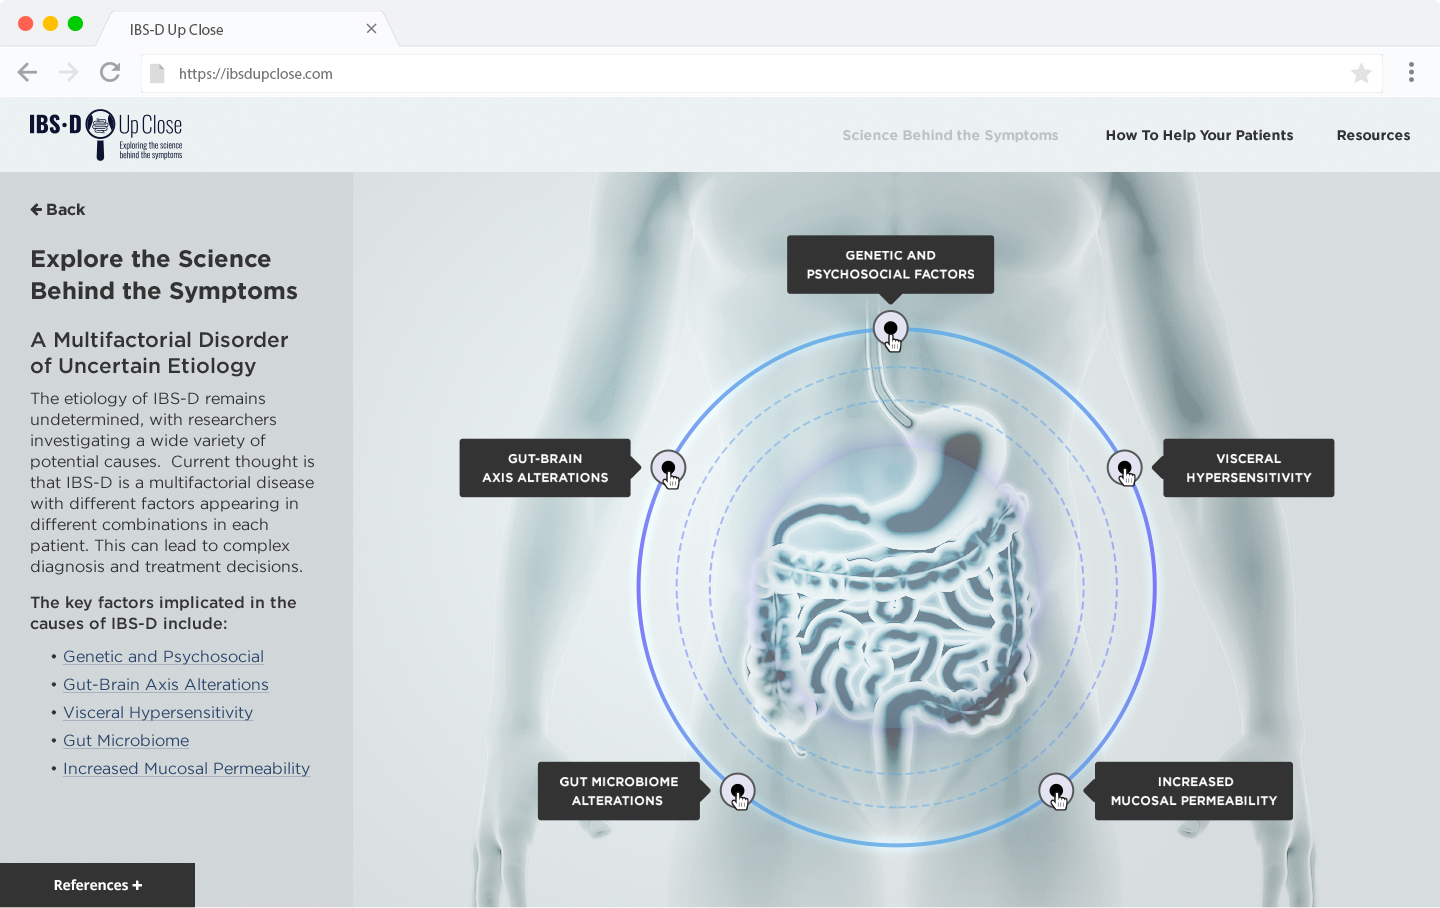 IBS-D Up Close
https://ibsdupclose.com
IBS·D Up Close
Exploring the science
behind the symptoms
Science Behind the Symptoms
How To Help Your Patients
Resources
Back
Explore the Science
Behind the Symptoms
A Multifactorial Disorder
of Uncertain Etiology
The etiology of IBS-D remains
undetermined, with researchers
investigating a wide variety of
potential causes.  Current thought is
that IBS-D is a multifactorial disease
with different factors appearing in
different combinations in each
patient. This can lead to complex
diagnosis and treatment decisions.
The key factors implicated in the
causes of IBS-D include:
• Genetic and Psychosocial
• Gut-Brain Axis Alterations
• Visceral Hypersensitivity
• Gut Microbiome
• Increased Mucosal Permeability
References +
GENETIC AND
PSYCHOSOCIAL FACTORS
GUT-BRAIN
AXIS ALTERATIONS
VISCERAL
HYPERSENSITIVITY
GUT MICROBIOME
ALTERATIONS
INCREASED
MUCOSAL PERMEABILITY